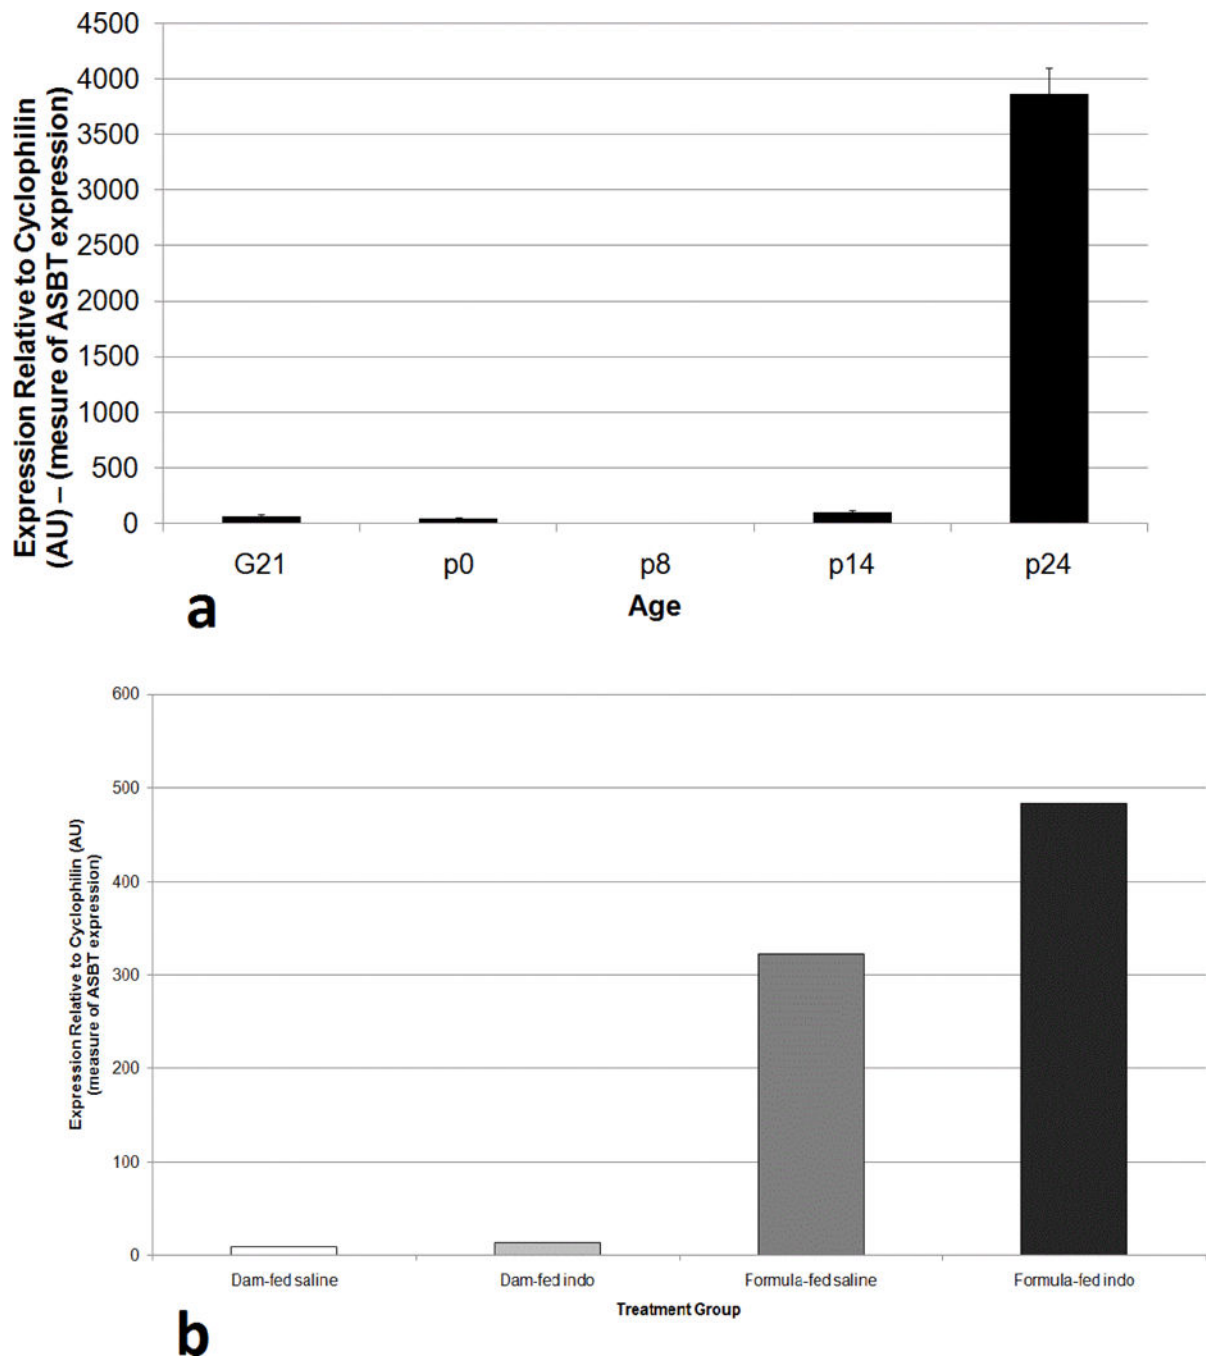 Expression Relative to Cyclophilin
(AU) – (mesure of ASBT expression)
4500
4000
3500
3000
2500
2000
1500
1000
500
0
G21 p0 p8 p14 p24
Age
a
Expression Relative to Cyclophilin (AU)
(measure of ASBT expression)
600
500
400
300
200
100
0
Dam-fed saline Dam-fed indo Formula-fed saline Formula-fed indo
Treatment Group
b